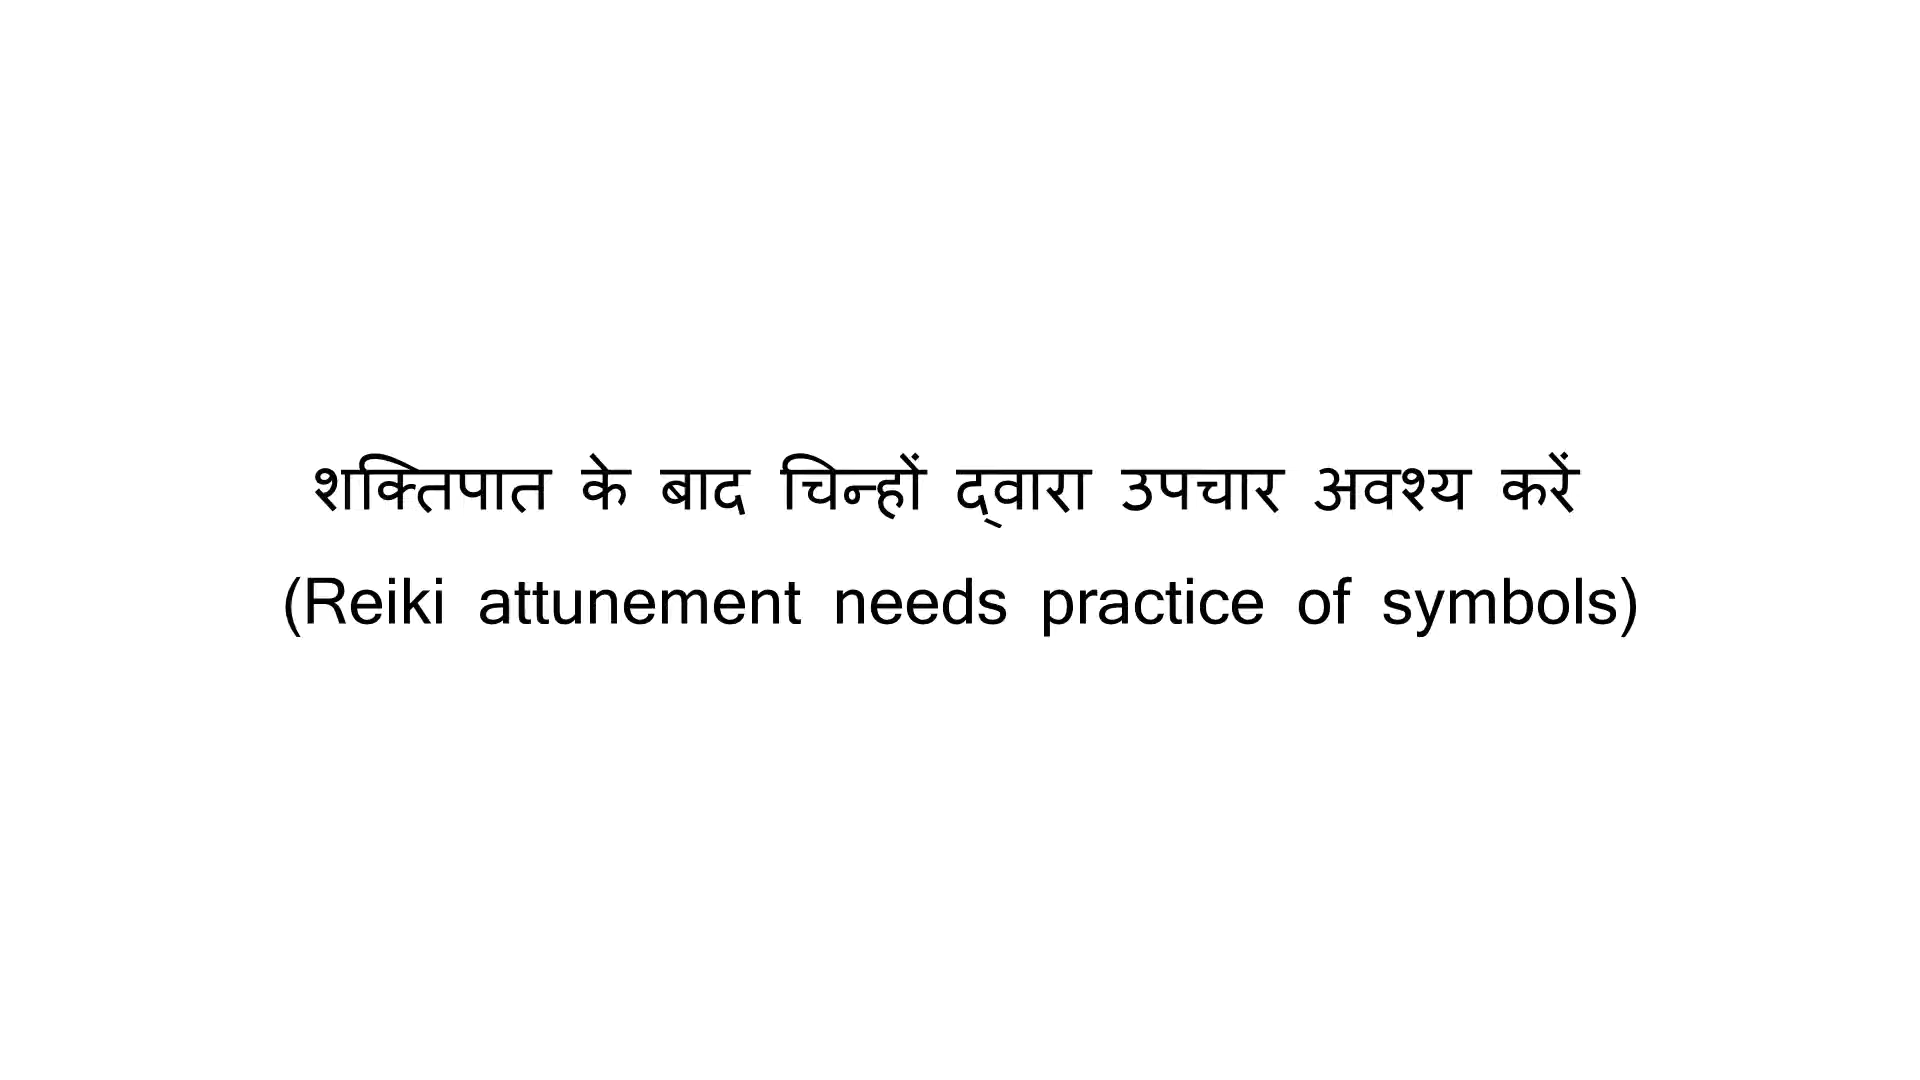 शक्तिपात के बाद चिन्हों द्वारा उपचार अवश्य करें
(Reiki attunement needs practice of symbols)